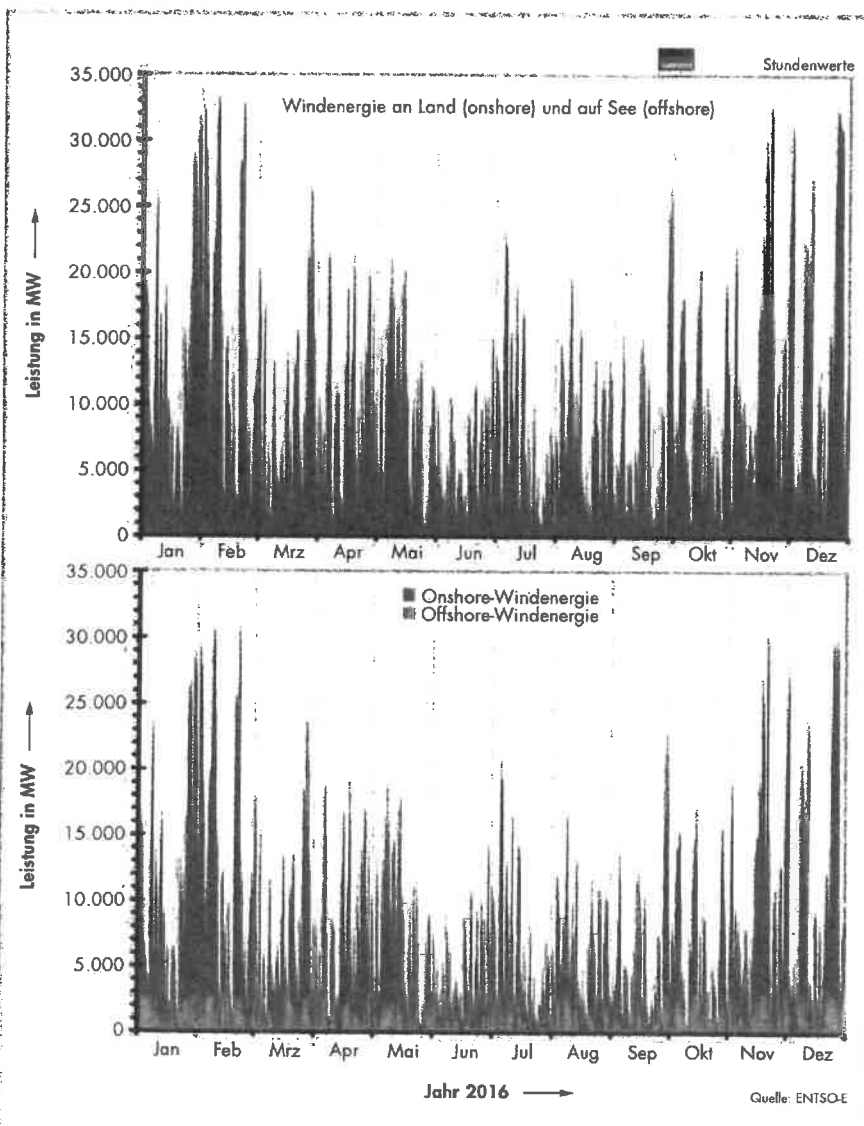 Stundenwerte
Windenergie an Land (onshore) und auf See (offshore)
Leistung in MW
35.000
30.000
25.000
20.000
15.000
10.000
5.000
0
Jan Feb Mrz Apr Mai Jun Jul Aug Sep Okt Nov Dez
Onshore-Windenergie
Offshore-Windenergie
Leistung in MW
35.000
30.000
25.000
20.000
15.000
10.000
5.000
0
Jan Feb Mrz Apr Mai Jun Jul Aug Sep Okt Nov Dez
Jahr 2016
Quelle: ENTSO-E